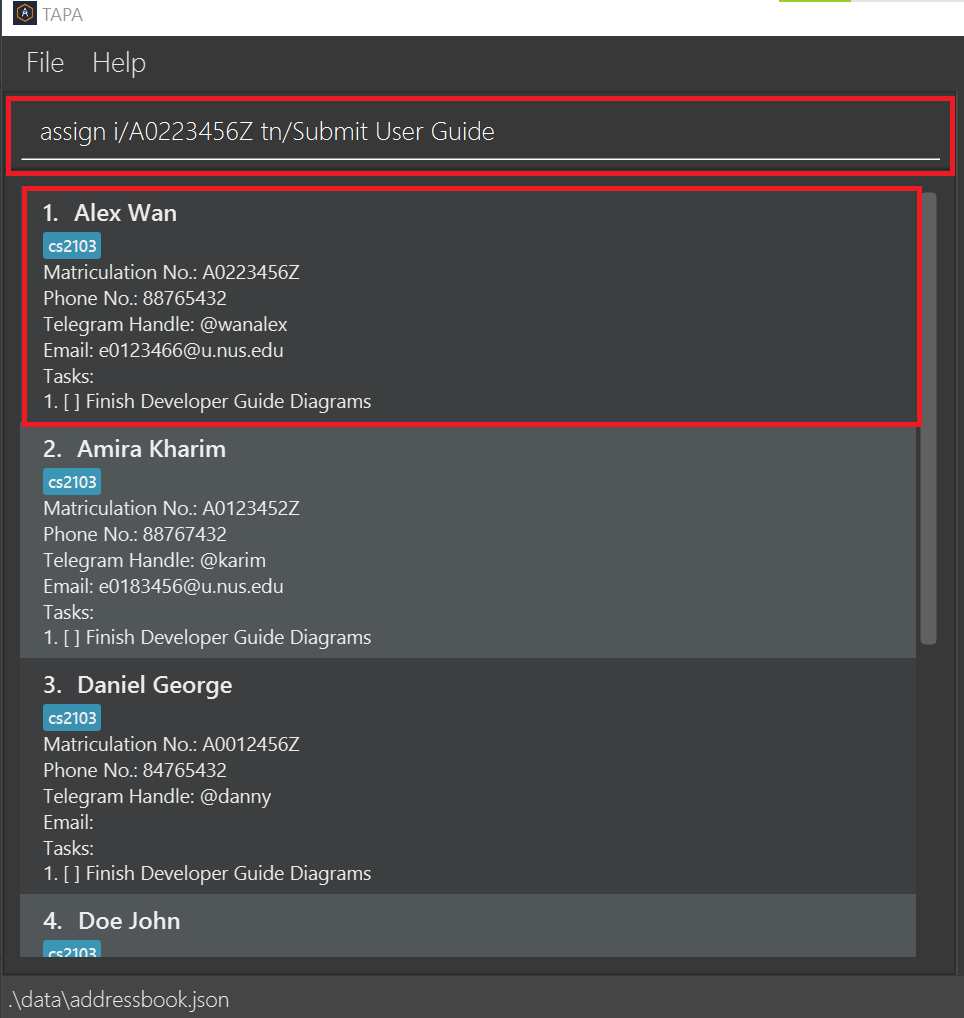 TAPA
File Help
assign i/A0223456Z tn/Submit User Guide
1. Alex Wan
cs2103
Matriculation No.: A0223456Z
Phone No.: 88765432
Telegram Handle: @wanalex
Email: e0123466@u.nus.edu
Tasks:
1. [ ] Finish Developer Guide Diagrams
2. Amira Kharim
cs2103
Matriculation No.: A0123452Z
Phone No.: 88767432
Telegram Handle: @karim
Email: e0183456@u.nus.edu
Tasks:
1. [ ] Finish Developer Guide Diagrams
3. Daniel George
cs2103
Matriculation No.: A0012456Z
Phone No.: 84765432
Telegram Handle: @danny
Email:
Tasks:
1. [ ] Finish Developer Guide Diagrams
4. Doe John
cs2103
.\data\addressbook.json